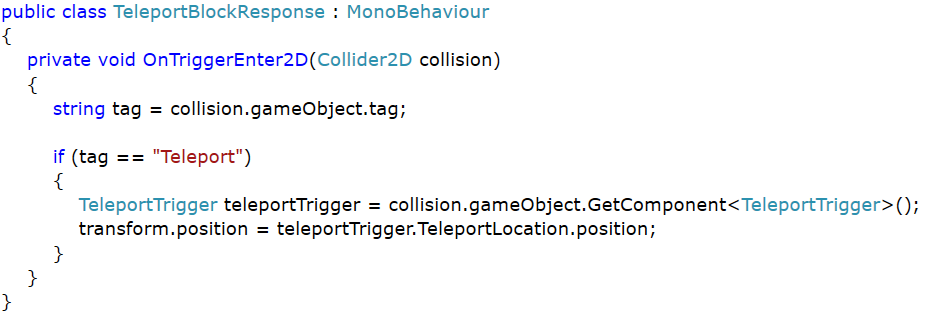 public class TeleportBlockResponse : MonoBehaviour
{
    private void OnTriggerEnter2D(Collider2D collision)
    {
        string tag = collision.gameObject.tag;

        if (tag == "Teleport")
        {
            TeleportTrigger teleportTrigger = collision.gameObject.GetComponent<TeleportTrigger>();
            transform.position = teleportTrigger.TeleportLocation.position;
        }
    }
}